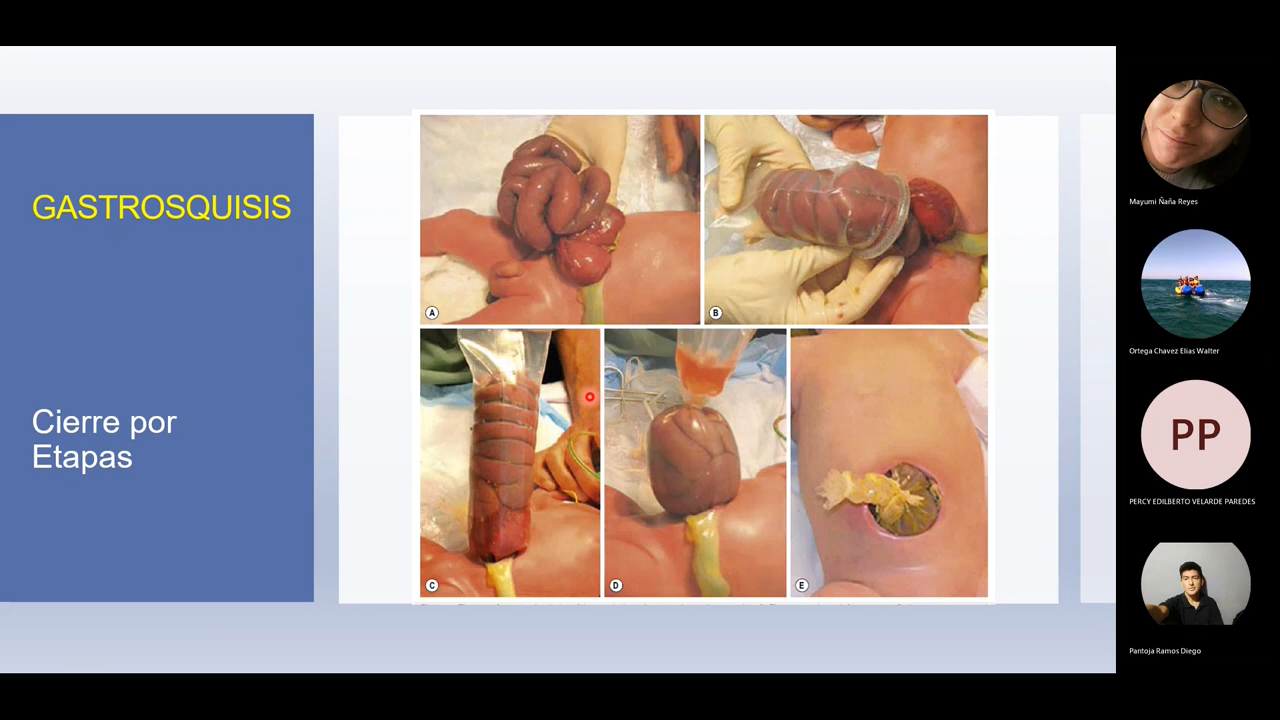 GASTROSQUISIS
Cierre por
Etapas
A
B
C
D
E
Mayumi Ñaña Reyes
Ortega Chavez Elias Walter
PP
PERCY EDILBERTO VELARDE PAREDES
Pantoja Ramos Diego